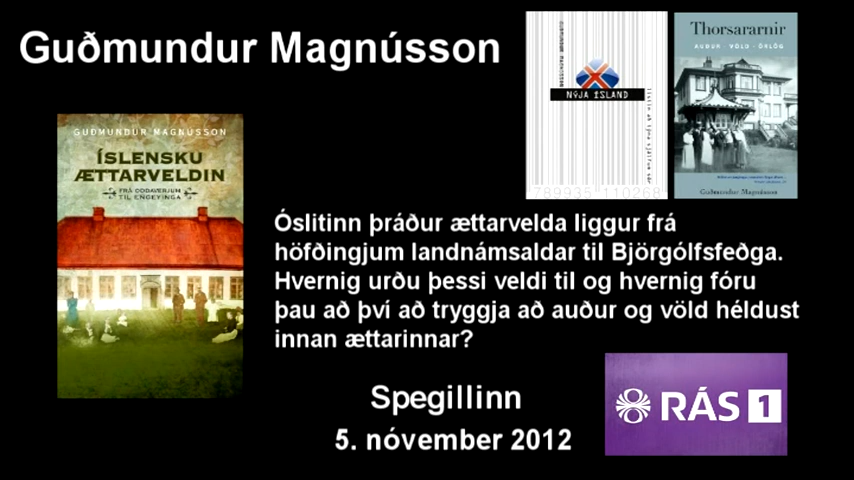 Guðmundur Magnússon
NÝJA ÍSLAND
789935 110268
Thorsararnir
AUÐUR · VÖLD · ÖRLÖG
Guðmundur Magnússon
GUÐMUNDUR MAGNÚSSON
ÍSLENSKU
ÆTTARVELDIN
FRÁ ODDAVERJUM
TIL ENGEYINGA
Óslitinn þráður ættarvelda liggur frá
höfðingjum landnámsaldar til Björgólfsfeðga.
Hvernig urðu þessi veldi til og hvernig fóru
þau að því að tryggja að auður og völd héldust
innan ættarinnar?
Spegillinn
5. nóvember 2012
RÁS 1